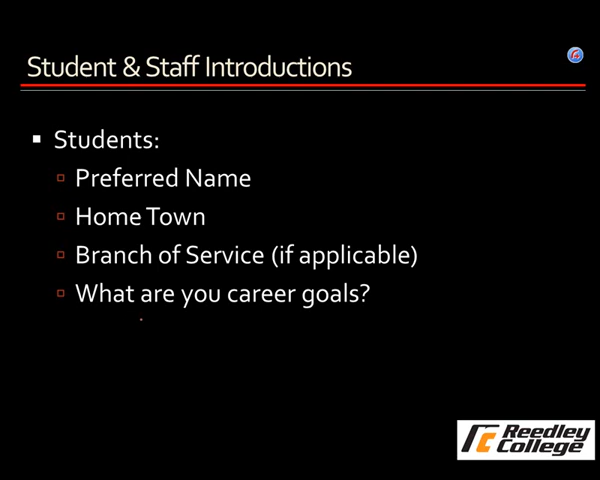 Student & Staff Introductions
Students:
Preferred Name
Home Town
Branch of Service (if applicable)
What are you career goals?
Reedley
College